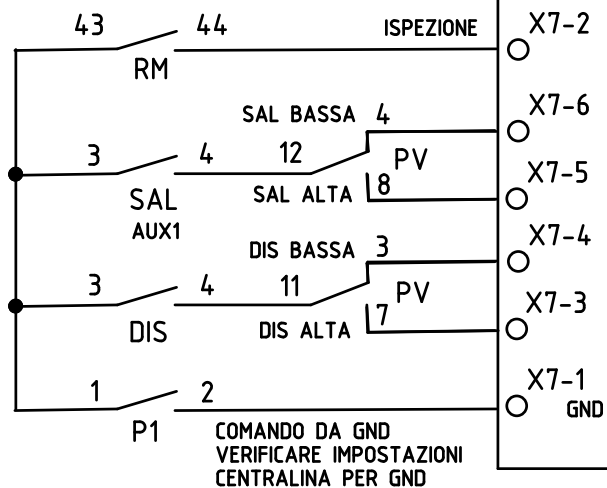 43 44 ISPEZIONE X7-2
RM
SAL BASSA 4 X7-6
3 4 12 PV X7-5
SAL SAL ALTA 8
AUX1
DIS BASSA 3 X7-4
3 4 11 PV X7-3
DIS DIS ALTA 7
1 2 X7-1
GND
P1
COMANDO DA GND
VERIFICARE IMPOSTAZIONI
CENTRALINA PER GND